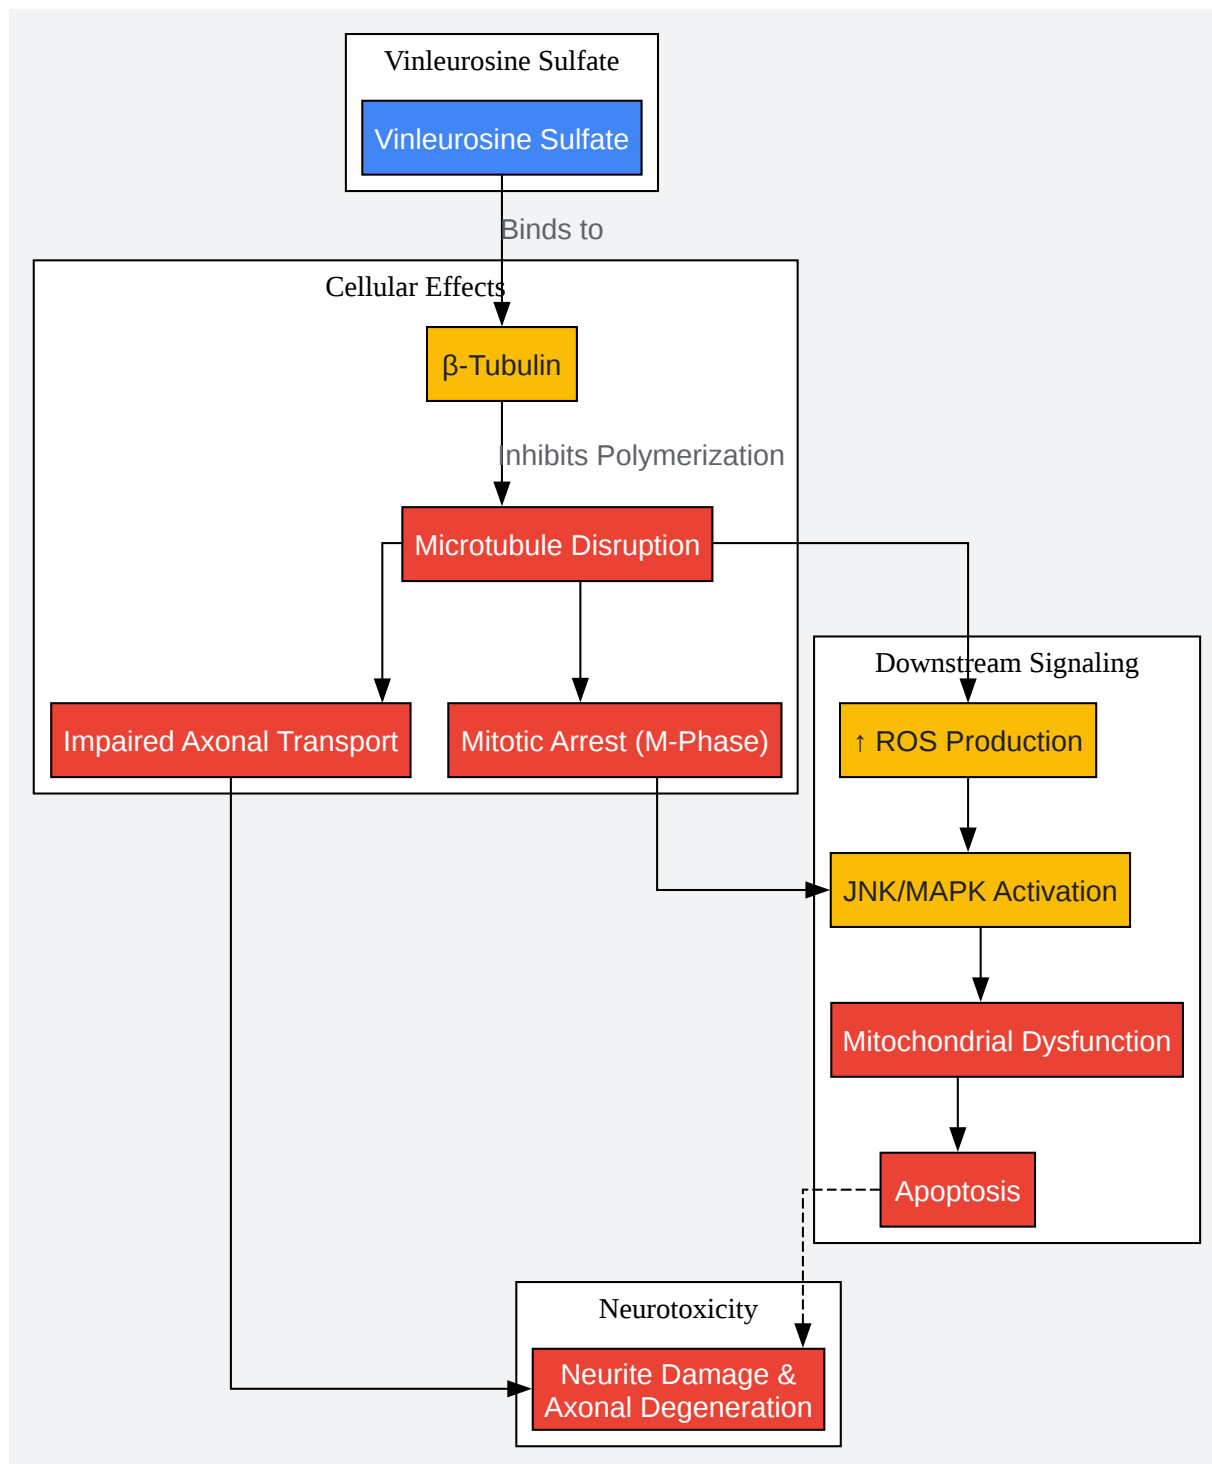 Vinleurosine Sulfate
Vinleurosine Sulfate
Binds to
Cellular Effects
β-Tubulin
Inhibits Polymerization
Microtubule Disruption
Downstream Signaling
Impaired Axonal Transport
Mitotic Arrest (M-Phase)
↑ ROS Production
JNK/MAPK Activation
Mitochondrial Dysfunction
Apoptosis
Neurotoxicity
Neurite Damage &
Axonal Degeneration